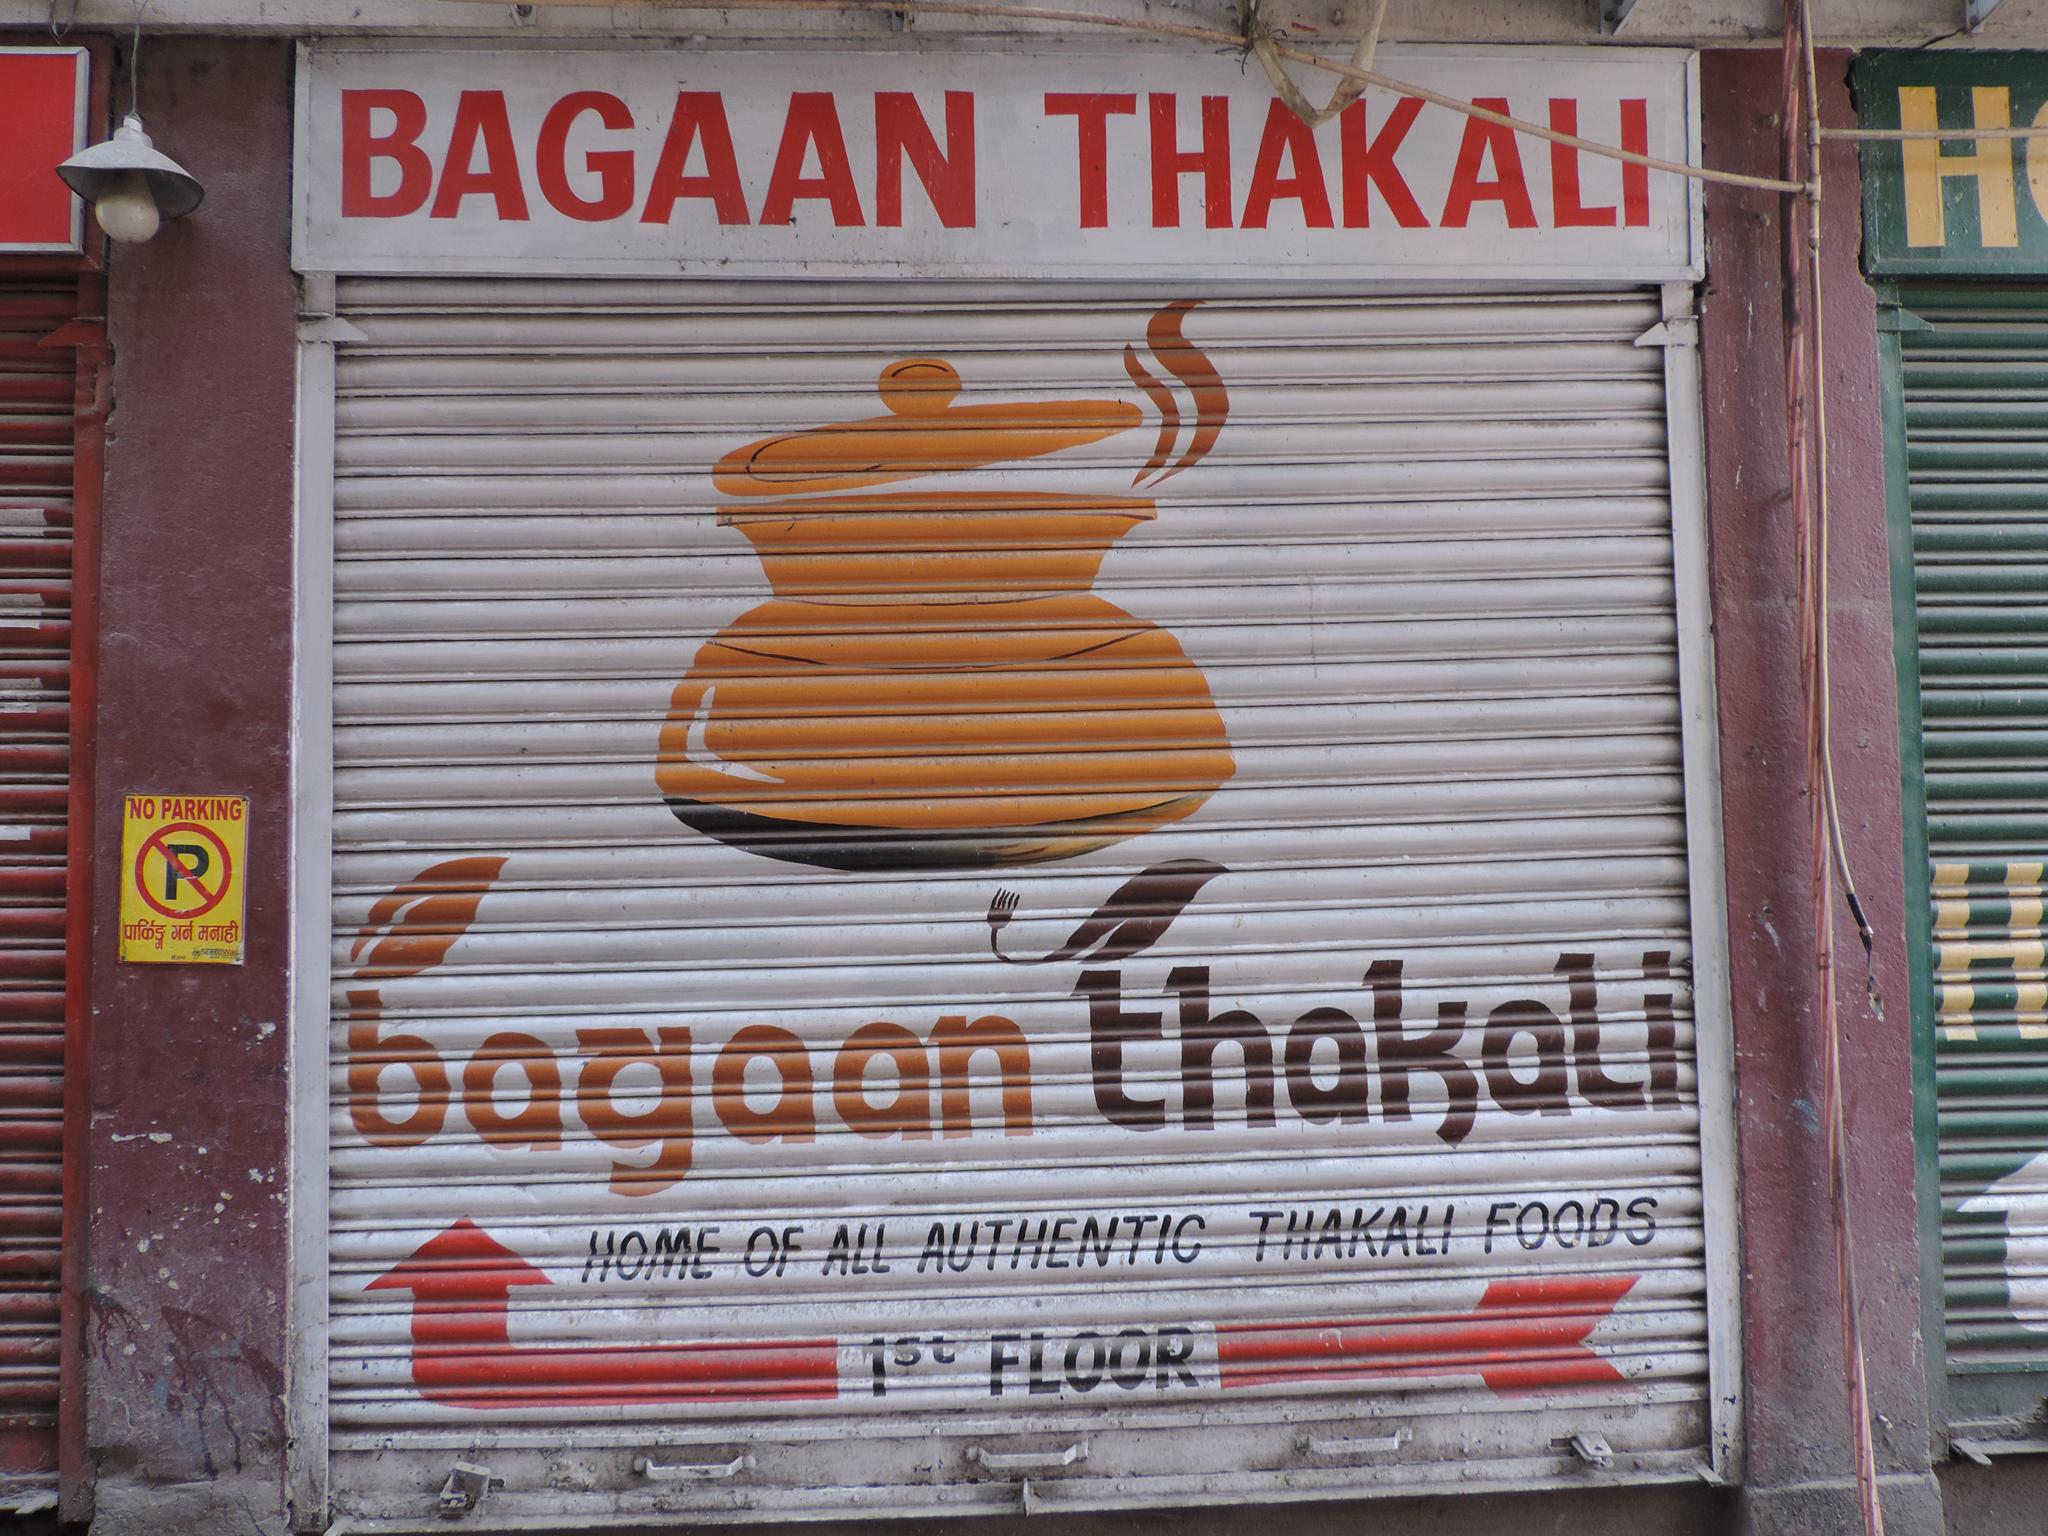 BAGAAN THAKALI
NO PARKING
P
पार्किङ्ग गर्न मनाही
bagaan thakali
HOME OF ALL AUTHENTIC THAKALI FOODS
1st FLOOR